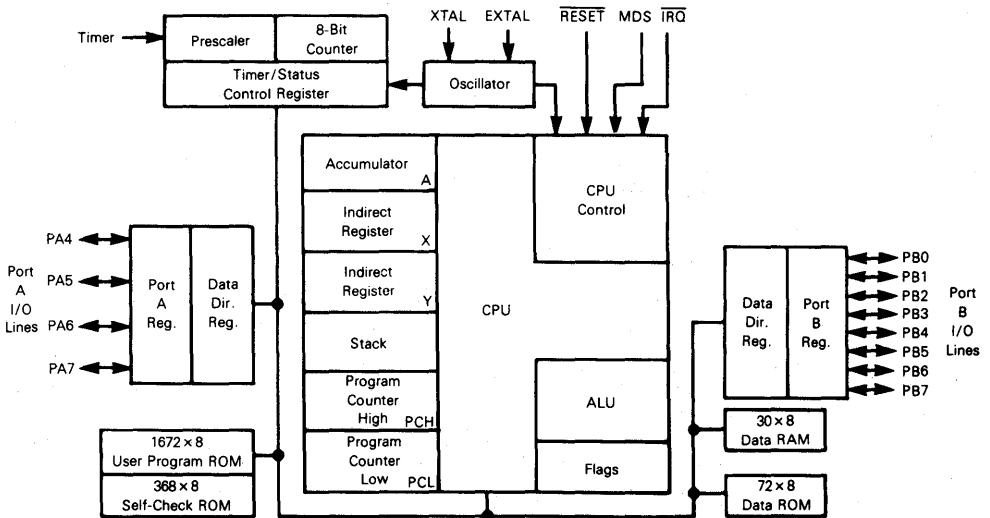 XTAL EXTAL RESET MDS IRQ
Timer
Prescaler
8-Bit
Counter
Timer/Status
Control Register
Oscillator
Accumulator
A
Indirect
Register
X
Indirect
Register
Y
Stack
Program
Counter
High PCH
Program
Counter
Low PCL
CPU
CPU
Control
ALU
Flags
Port
A
I/O
Lines
PA4
PA5
PA6
PA7
Port
A
Reg.
Data
Dir.
Reg.
1672×8
User Program ROM
368×8
Self-Check ROM
Data
Dir.
Reg.
Port
B
Reg.
PB0
PB1
PB2
PB3
PB4
PB5
PB6
PB7
Port
B
I/O
Lines
30×8
Data RAM
72×8
Data ROM